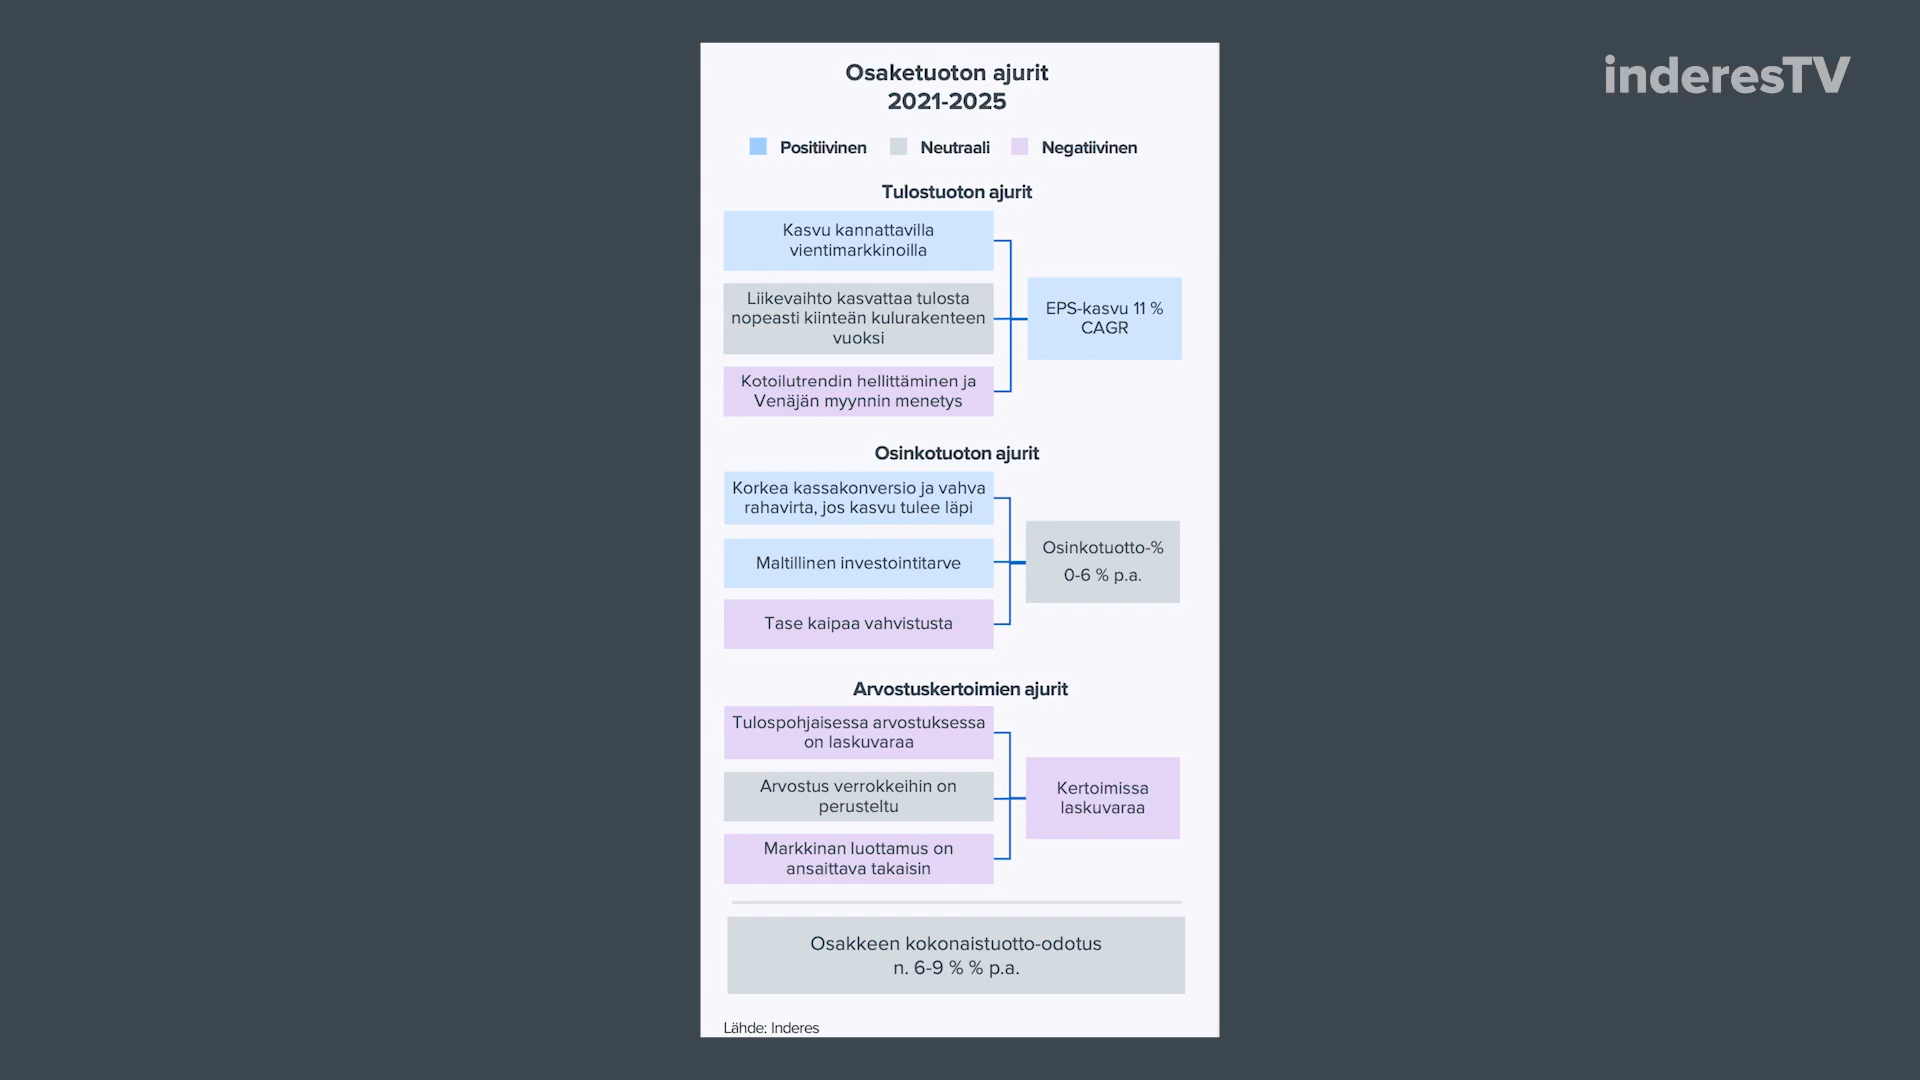 inderesTV
Osaketuoton ajurit
2021-2025
Positiivinen
Neutraali
Negatiivinen
Tulostuoton ajurit
Kasvu kannattavilla
vientimarkkinoilla
Liikevaihto kasvattaa tulosta
nopeasti kiinteän kulurakenteen
vuoksi
Kotoilutrendin hellittäminen ja
Venäjän myynnin menetys
EPS-kasvu 11 %
CAGR
Osinkotuoton ajurit
Korkea kassakonversio ja vahva
rahavirta, jos kasvu tulee läpi
Maltillinen investointitarve
Tase kaipaa vahvistusta
Osinkotuotto-%
0-6 % p.a.
Arvostuskertoimien ajurit
Tulospohjaisessa arvostuksessa
on laskuvaraa
Arvostus verrokkeihin on
perusteltu
Markkinan luottamus on
ansaittava takaisin
Kertoimissa
laskuvaraa
Osakkeen kokonaistuotto-odotus
n. 6-9 % % p.a.
Lähde: Inderes